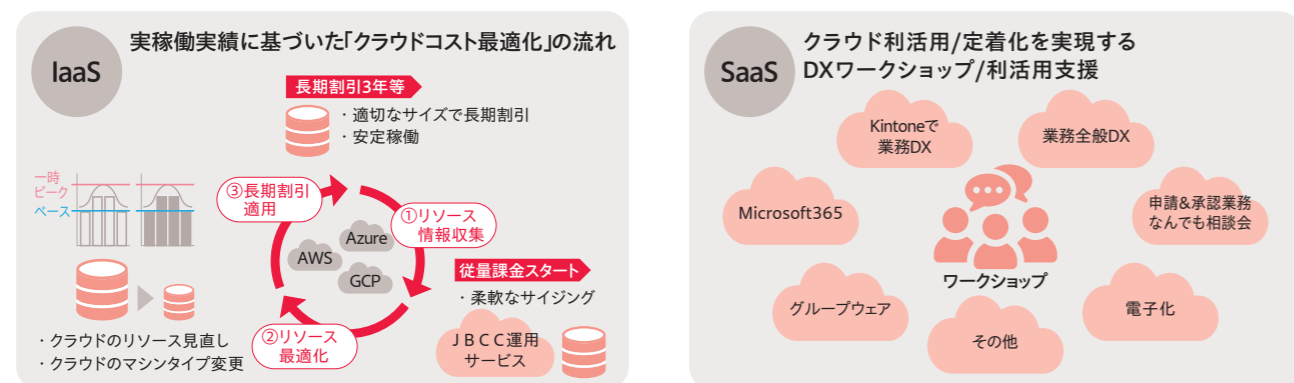 IaaS
実稼働実績に基づいた「クラウドコスト最適化」の流れ
長期割引3年等
・適切なサイズで長期割引
・安定稼働
一時
ピーク
ベース
③長期割引
適用
①リソース
情報収集
Azure
AWS
GCP
従量課金スタート
・柔軟なサイジング
・クラウドのリソース見直し
・クラウドのマシンタイプ変更
②リソース
最適化
JBCC運用
サービス
SaaS
クラウド利活用/定着化を実現する
DXワークショップ/利活用支援
Kintoneで
業務DX
業務全般DX
Microsoft365
申請&承認業務
なんでも相談会
ワークショップ
グループウェア
電子化
その他